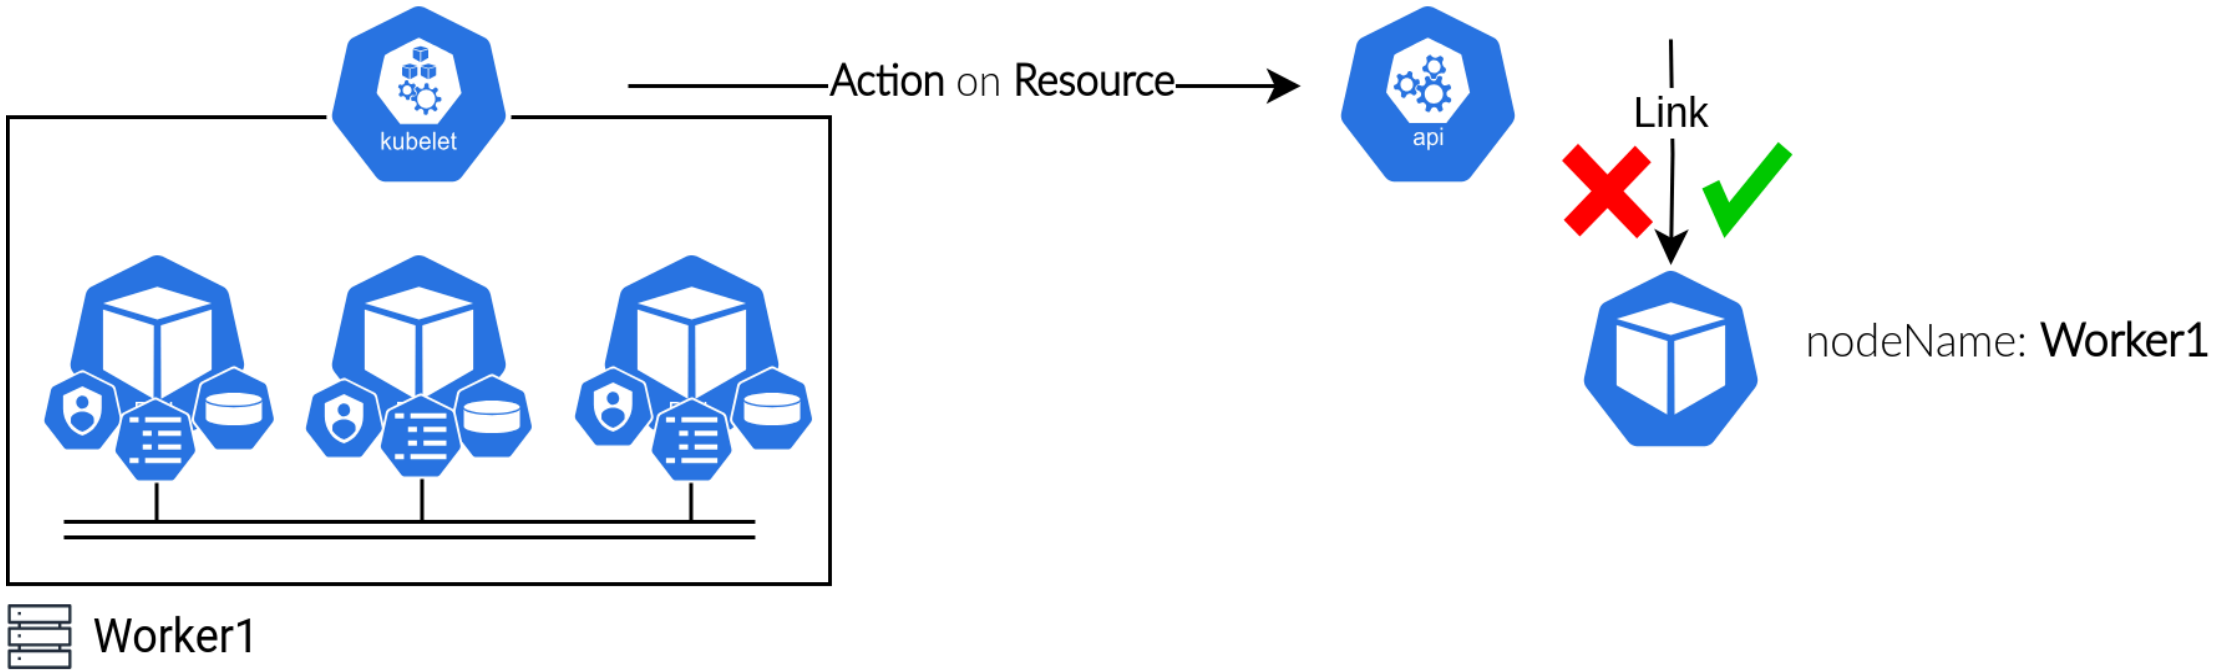 kubelet
Action on Resource
api
Link
nodeName: Worker1
Worker1